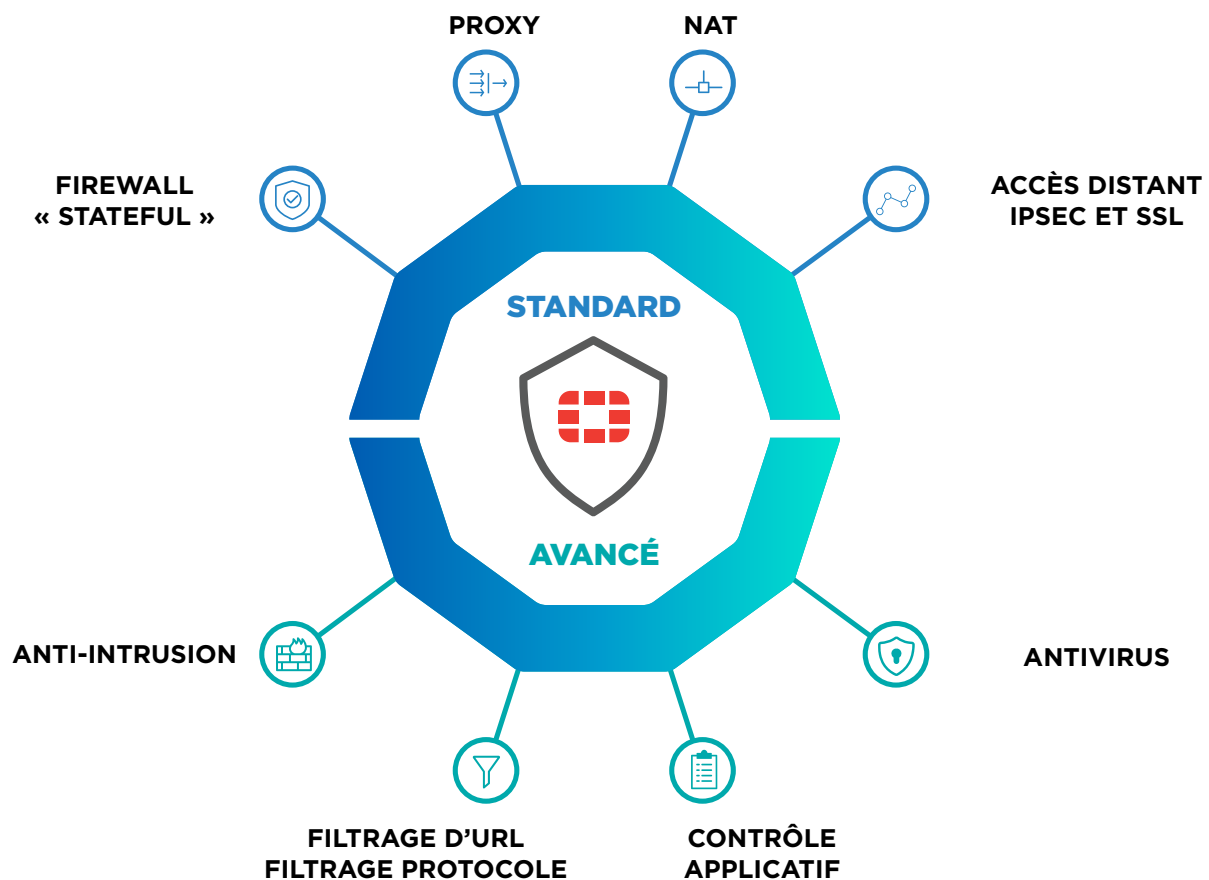 PROXY
NAT
FIREWALL
« STATEFUL »
ACCÈS DISTANT
IPSEC ET SSL
STANDARD
AVANCÉ
ANTI-INTRUSION
ANTIVIRUS
FILTRAGE D’URL
FILTRAGE PROTOCOLE
CONTRÔLE
APPLICATIF